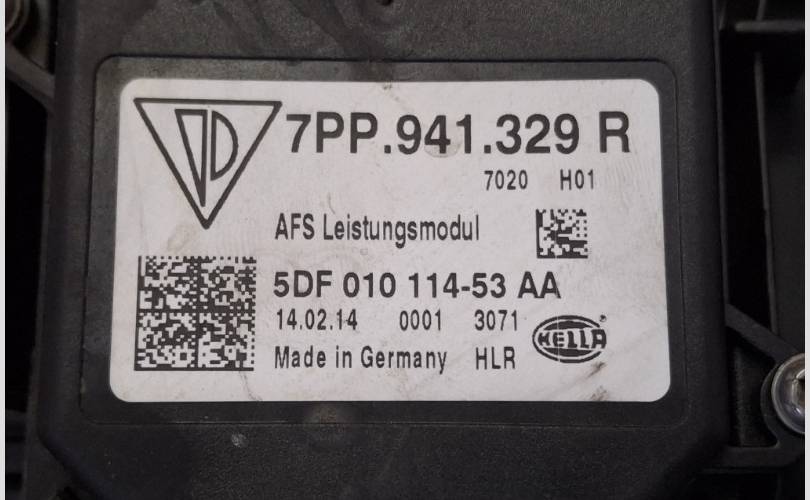 7PP.941.329 R
7020 H01
AFS Leistungsmodul
5DF 010 114-53 AA
14.02.14 0001 3071
Made in Germany HLR
HELLA